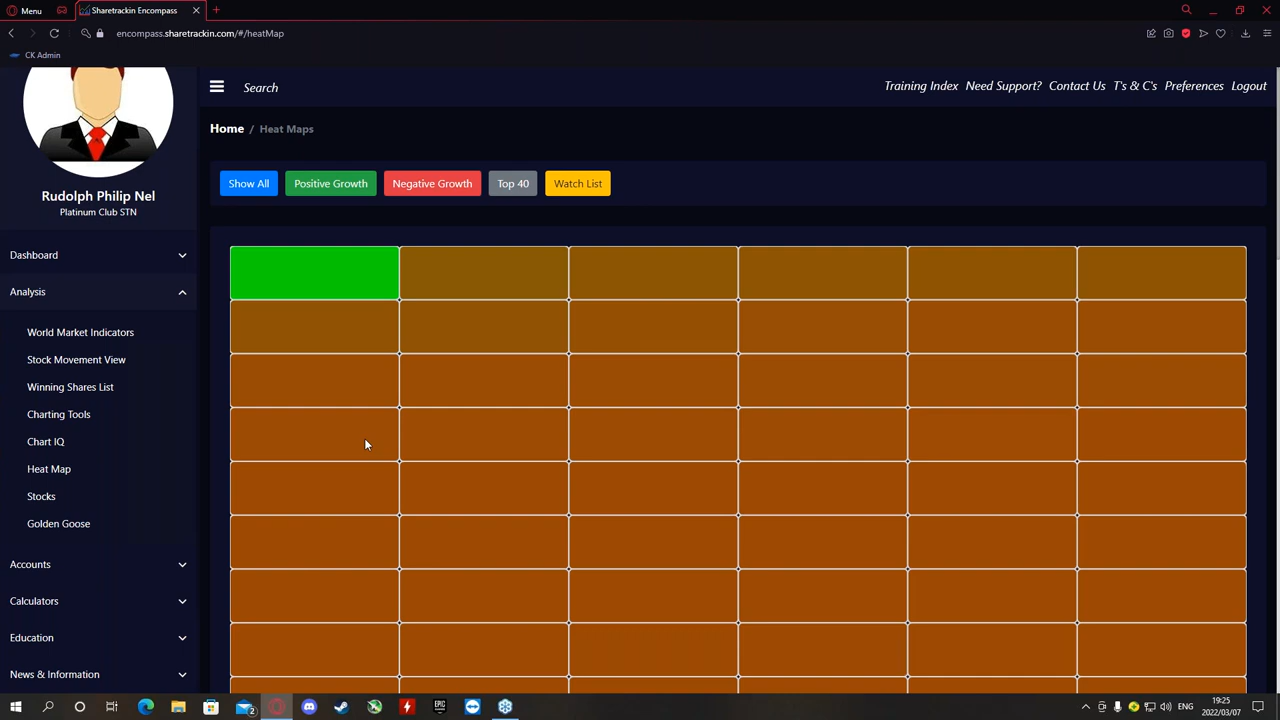 Menu
Sharetrackin Encompass
encompass.sharetrackin.com/#/heatMap
CK Admin
Search
Training Index Need Support? Contact Us T's & C's Preferences Logout
Home / Heat Maps
Show All Positive Growth Negative Growth Top 40 Watch List
Rudolph Philip Nel
Platinum Club STN
Dashboard
Analysis
World Market Indicators
Stock Movement View
Winning Shares List
Charting Tools
Chart IQ
Heat Map
Stocks
Golden Goose
Accounts
Calculators
Education
News & Information
2
EPIC
ENG
19:25
2022/03/07